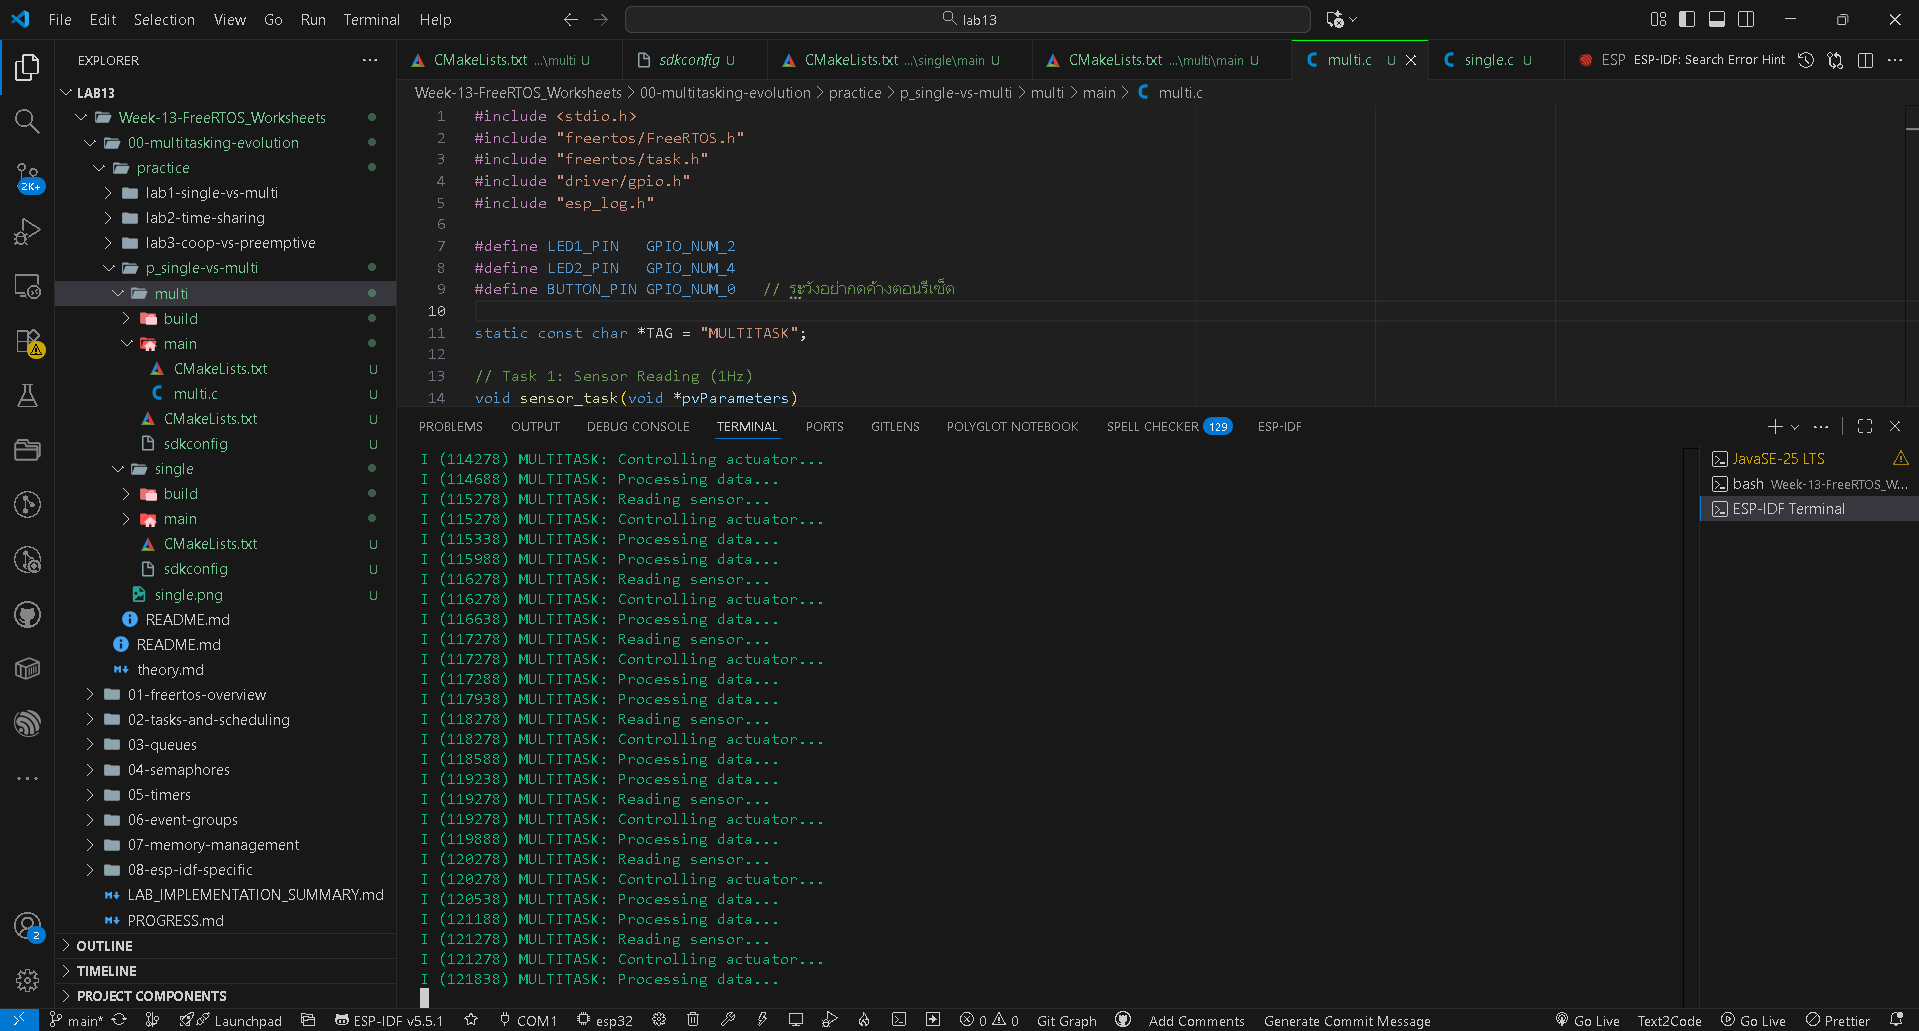 File Edit Selection View Go Run Terminal Help
lab13
EXPLORER
LAB13
Week-13-FreeRTOS_Worksheets
00-multitasking-evolution
practice
lab1-single-vs-multi
lab2-time-sharing
lab3-coop-vs-preemptive
p_single-vs-multi
multi
build
main
CMakeLists.txt U
multi.c U
CMakeLists.txt U
sdkconfig U
single
build
main
CMakeLists.txt U
sdkconfig U
single.png U
README.md
README.md
theory.md
01-freertos-overview
02-tasks-and-scheduling
03-queues
04-semaphores
05-timers
06-event-groups
07-memory-management
08-esp-idf-specific
LAB_IMPLEMENTATION_SUMMARY.md
PROGRESS.md
OUTLINE
TIMELINE
PROJECT COMPONENTS
2K+
2
CMakeLists.txt ...\multi U
sdkconfig U
CMakeLists.txt ...\single\main U
CMakeLists.txt ...\multi\main U
multi.c U
single.c U
ESP ESP-IDF: Search Error Hint
Week-13-FreeRTOS_Worksheets > 00-multitasking-evolution > practice > p_single-vs-multi > multi > main > multi.c
1 #include <stdio.h>
2 #include "freertos/FreeRTOS.h"
3 #include "freertos/task.h"
4 #include "driver/gpio.h"
5 #include "esp_log.h"
6
7 #define LED1_PIN GPIO_NUM_2
8 #define LED2_PIN GPIO_NUM_4
9 #define BUTTON_PIN GPIO_NUM_0 // ระวังอย่ากดค้างตอนรีเซ็ต
10
11 static const char *TAG = "MULTITASK";
12
13 // Task 1: Sensor Reading (1Hz)
14 void sensor_task(void *pvParameters)
PROBLEMS OUTPUT DEBUG CONSOLE TERMINAL PORTS GITLENS POLYGLOT NOTEBOOK SPELL CHECKER 129 ESP-IDF
I (114278) MULTITASK: Controlling actuator...
I (114688) MULTITASK: Processing data...
I (115278) MULTITASK: Reading sensor...
I (115278) MULTITASK: Controlling actuator...
I (115338) MULTITASK: Processing data...
I (115988) MULTITASK: Processing data...
I (116278) MULTITASK: Reading sensor...
I (116278) MULTITASK: Controlling actuator...
I (116638) MULTITASK: Processing data...
I (117278) MULTITASK: Reading sensor...
I (117278) MULTITASK: Controlling actuator...
I (117288) MULTITASK: Processing data...
I (117938) MULTITASK: Processing data...
I (118278) MULTITASK: Reading sensor...
I (118278) MULTITASK: Controlling actuator...
I (118588) MULTITASK: Processing data...
I (119238) MULTITASK: Processing data...
I (119278) MULTITASK: Reading sensor...
I (119278) MULTITASK: Controlling actuator...
I (119888) MULTITASK: Processing data...
I (120278) MULTITASK: Reading sensor...
I (120278) MULTITASK: Controlling actuator...
I (120538) MULTITASK: Processing data...
I (121188) MULTITASK: Processing data...
I (121278) MULTITASK: Reading sensor...
I (121278) MULTITASK: Controlling actuator...
I (121838) MULTITASK: Processing data...
JavaSE-25 LTS
bash Week-13-FreeRTOS_W...
ESP-IDF Terminal
main* Launchpad ESP-IDF v5.5.1 COM1 esp32 0 0 Git Graph Add Comments Generate Commit Message Go Live Text2Code Go Live Prettier